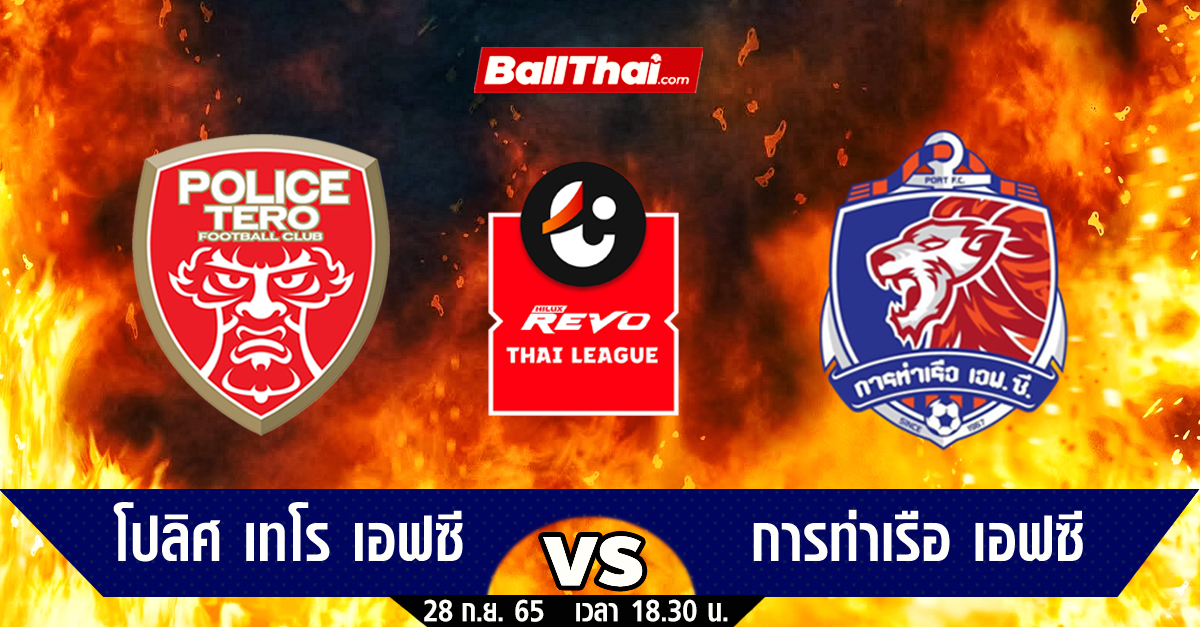 BallThai.com
POLICE
TERO
FOOTBALL CLUB
HILUX
REVO
THAI LEAGUE
PORT F.C.
การท่าเรือ เอฟ.ซี.
SINCE 1967
โปลิศ เทโร เอฟซี
VS
การท่าเรือ เอฟซี
28 ก.ย. 65 เวลา 18.30 น.